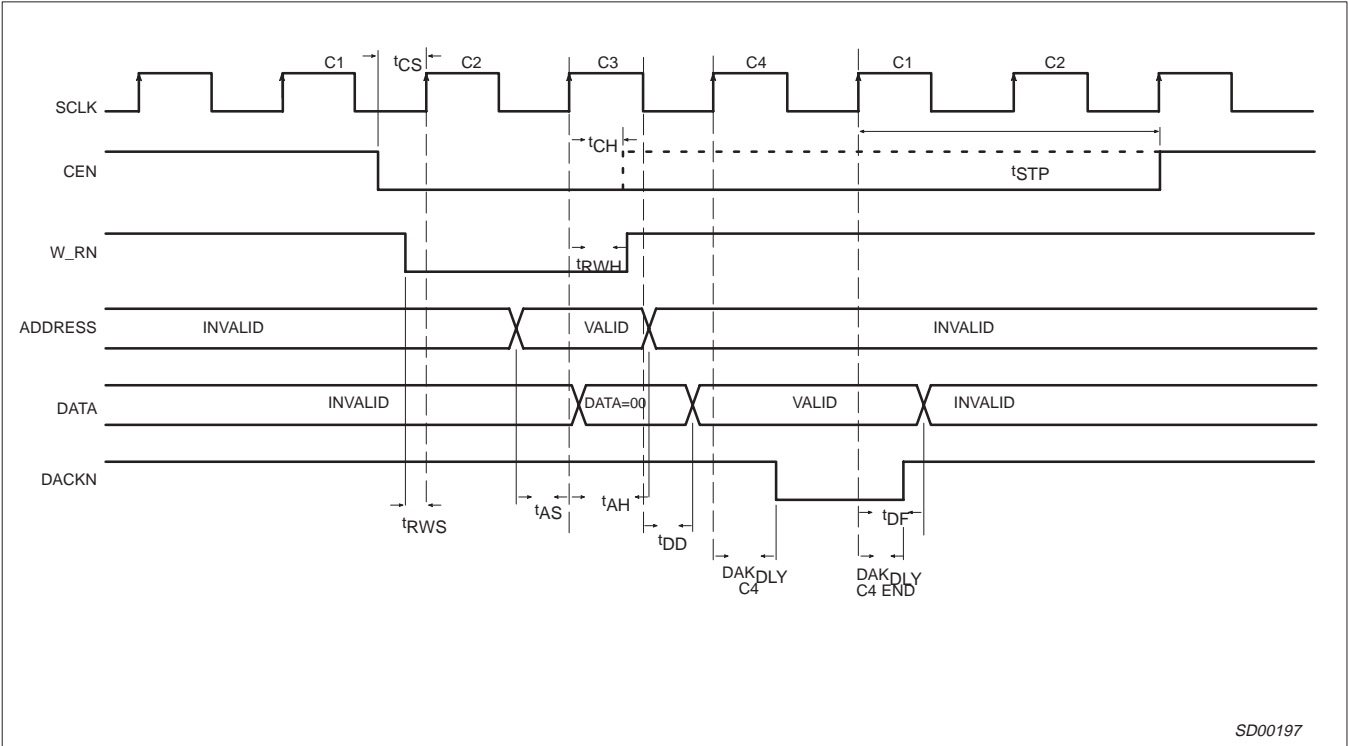 C1 tCS C2 C3 C4 C1 C2
SCLK
tCH
CEN
tSTP
W_RN
tRWH
ADDRESS INVALID VALID INVALID
DATA INVALID DATA=00 VALID INVALID
DACKN
tRWS tAS tAH tDD tDF
DAKDLY
C4
DAKDLY
C4 END
SD00197